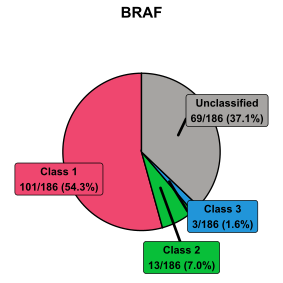 BRAF
Unclassified
69/186 (37.1%)
Class 1
101/186 (54.3%)
Class 3
3/186 (1.6%)
Class 2
13/186 (7.0%)